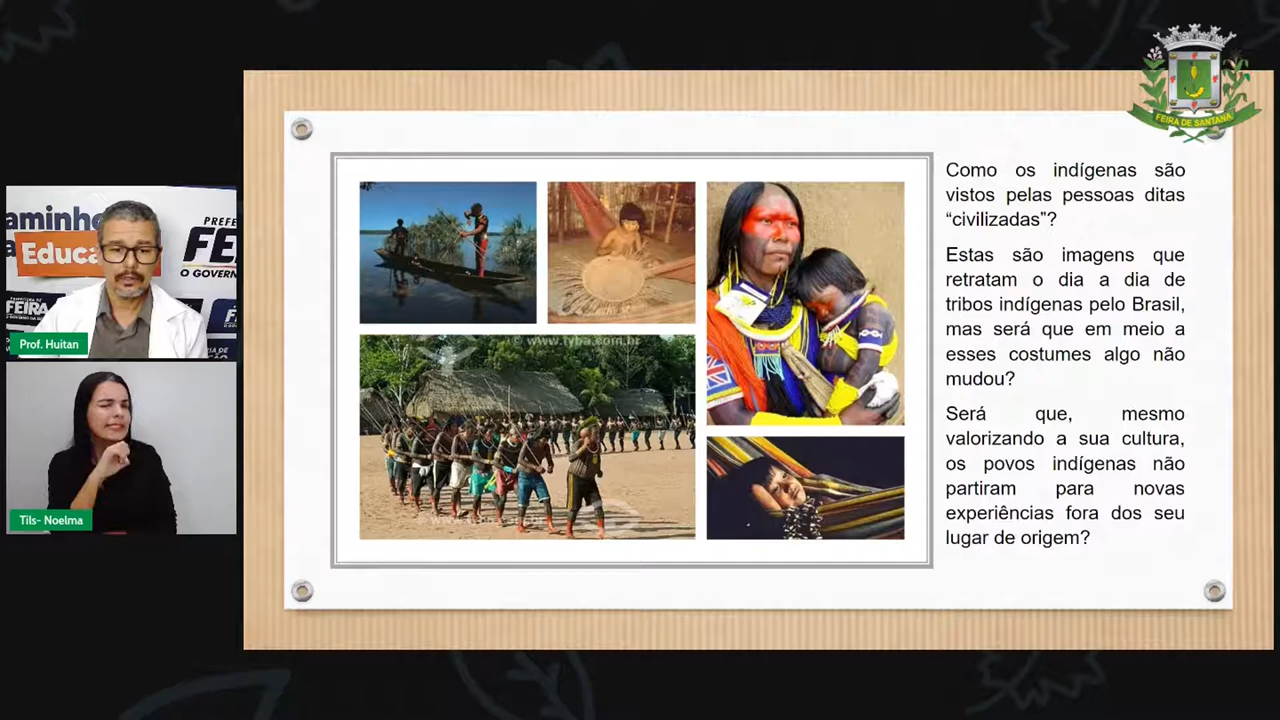 FEIRA DE SANTANA
Como os indígenas são
vistos pelas pessoas ditas
“civilizadas”?
Estas são imagens que
retratam o dia a dia de
tribos indígenas pelo Brasil,
mas será que em meio a
esses costumes algo não
mudou?
Será que, mesmo
valorizando a sua cultura,
os povos indígenas não
partiram para novas
experiências fora dos seu
lugar de origem?
© www.tyba.com.br
aminho
Educa
PREFE
FE
O GOVERN
FEIRA
Prof. Huitan
Tils- Noelma